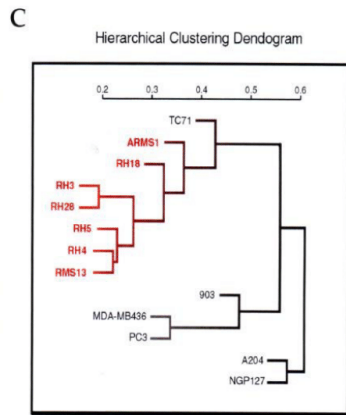 C
Hierarchical Clustering Dendogram
0.2 0.3 0.4 0.5 0.6
TC71
ARMS1
RH18
RH3
RH28
RH5
RH4
RMS13
903
MDA-MB436
PC3
A204
NGP127